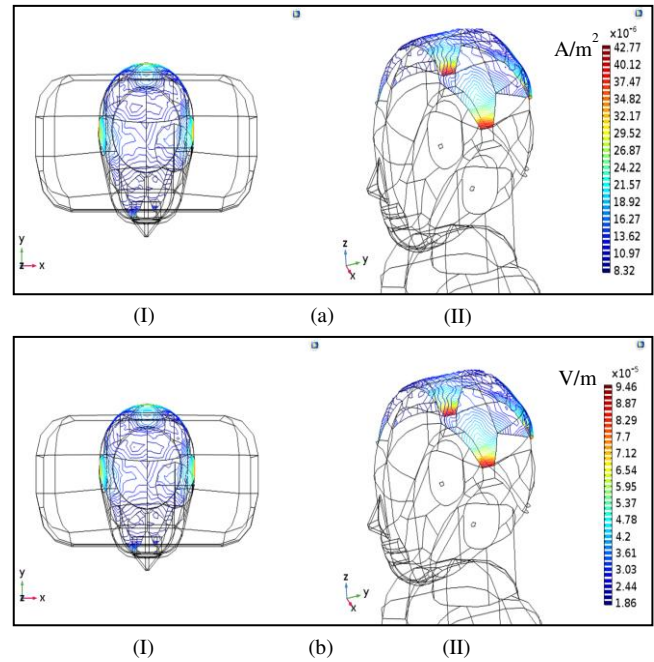 A/m²
×10⁻⁶
42.77
40.12
37.47
34.82
32.17
29.52
26.87
24.22
21.57
18.92
16.27
13.62
10.97
8.32
y
z x
z
y
x
(I) (a) (II)
V/m
×10⁻⁵
9.46
8.87
8.29
7.7
7.12
6.54
5.95
5.37
4.78
4.2
3.61
3.03
2.44
1.86
y
z x
z
y
x
(I) (b) (II)